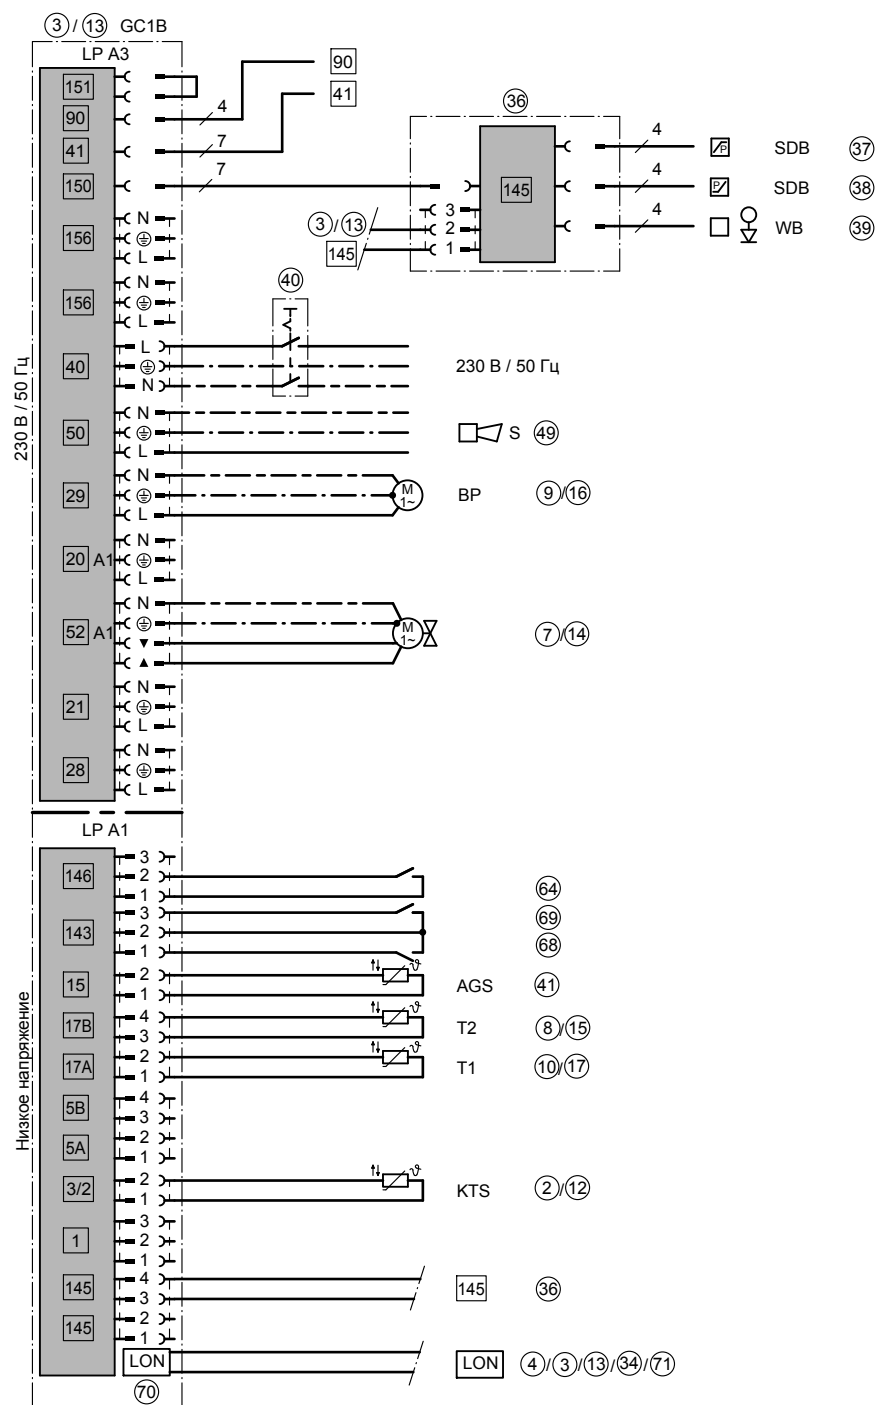 3 / 13 GC1B
LP A3
151
90
90
4
41
41
7
36
4
P
SDB
37
150
7
145
4
P
SDB
38
4
WB
39
3
2
1
3/13
145
156
N
L
40
156
N
L
40
L
N
230 В / 50 Гц
230 В / 50 Гц
50
N
L
S
49
29
N
L
M
1~
BP
9/16
20 A1
N
L
52 A1
N
▼
▲
M
1~
7/14
21
N
L
28
N
L
LP A1
Низкое напряжение
146
3
2
1
64
143
3
2
1
69
68
15
2
1
ϑ
AGS
41
17B
4
3
ϑ
T2
8/15
17A
2
1
ϑ
T1
10/17
5B
4
3
5A
2
1
3/2
2
1
ϑ
KTS
2/12
1
3
2
1
145
4
3
145
36
145
2
1
LON
LON
4/3/13/34/71
70